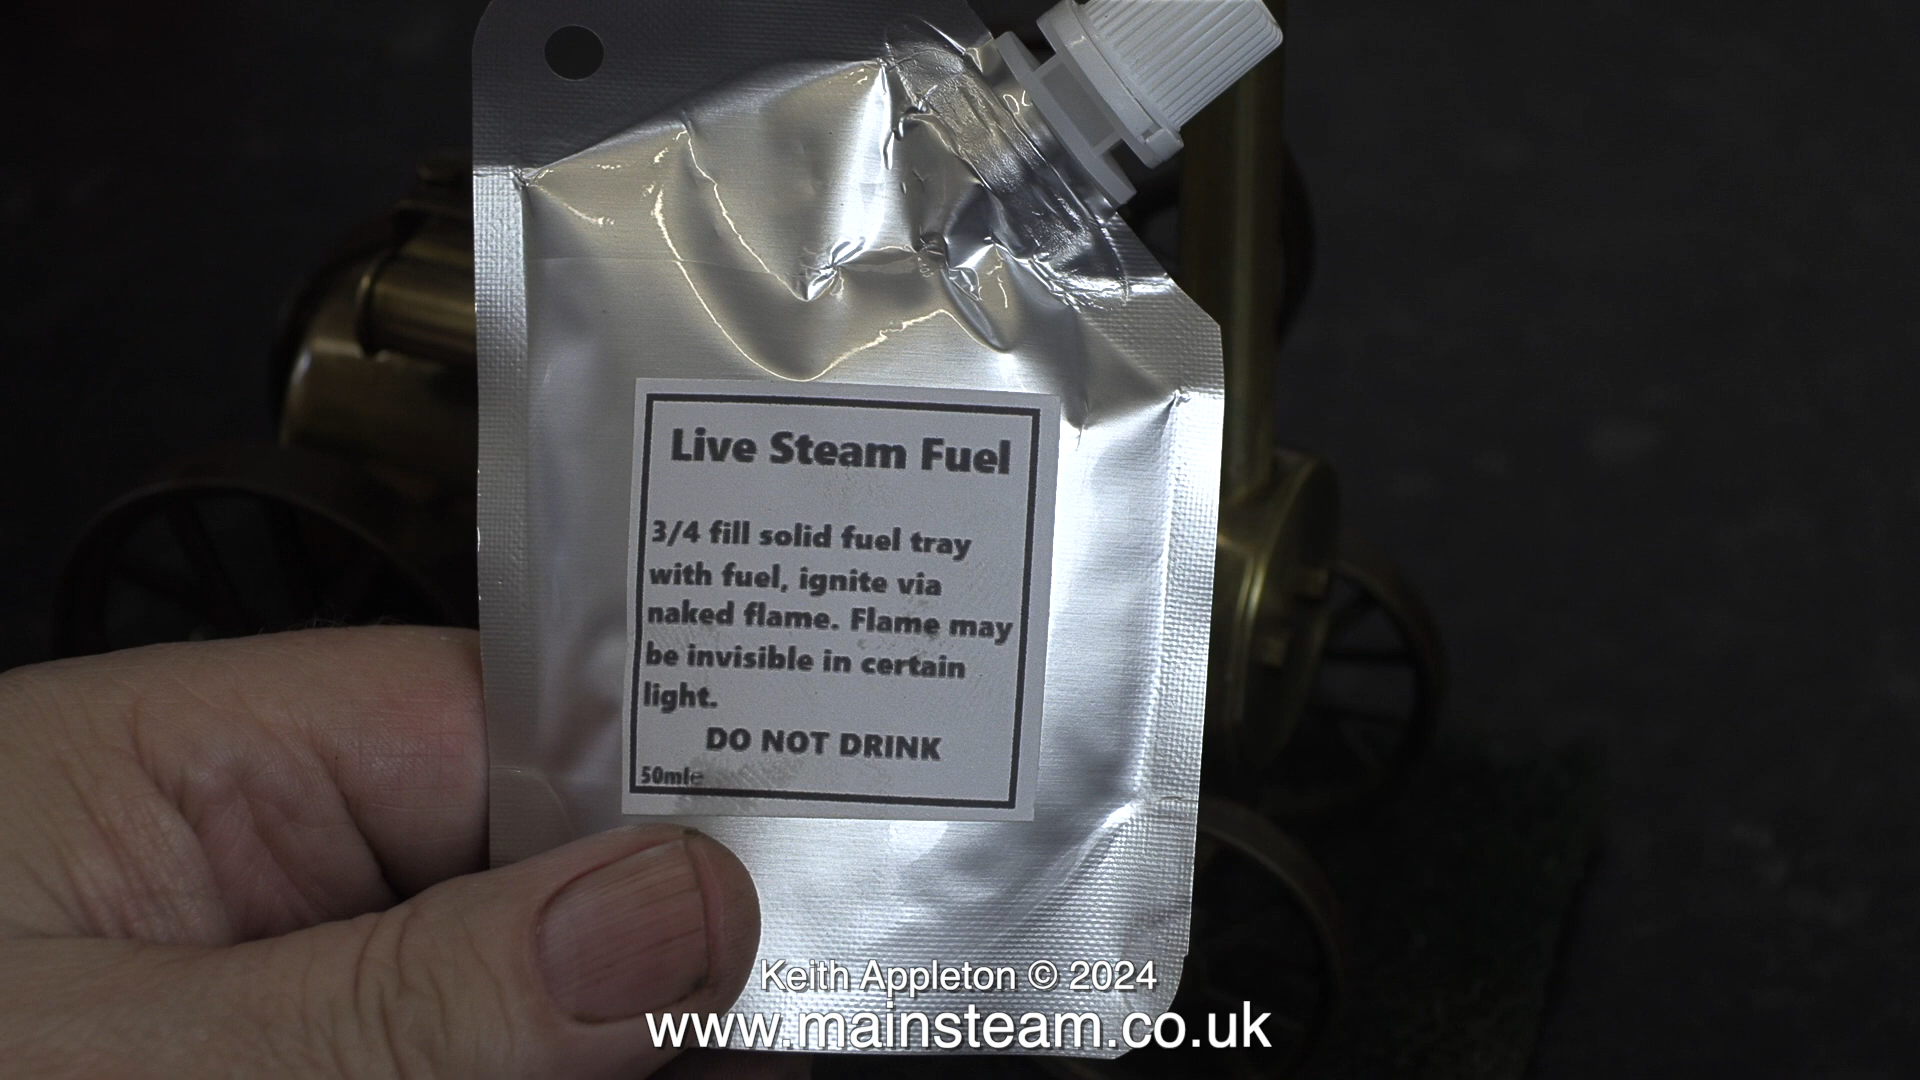 Live Steam Fuel
3/4 fill solid fuel tray
with fuel, ignite via
naked flame. Flame may
be invisible in certain
light.
DO NOT DRINK
50ml℮
Keith Appleton © 2024
www.mainsteam.co.uk